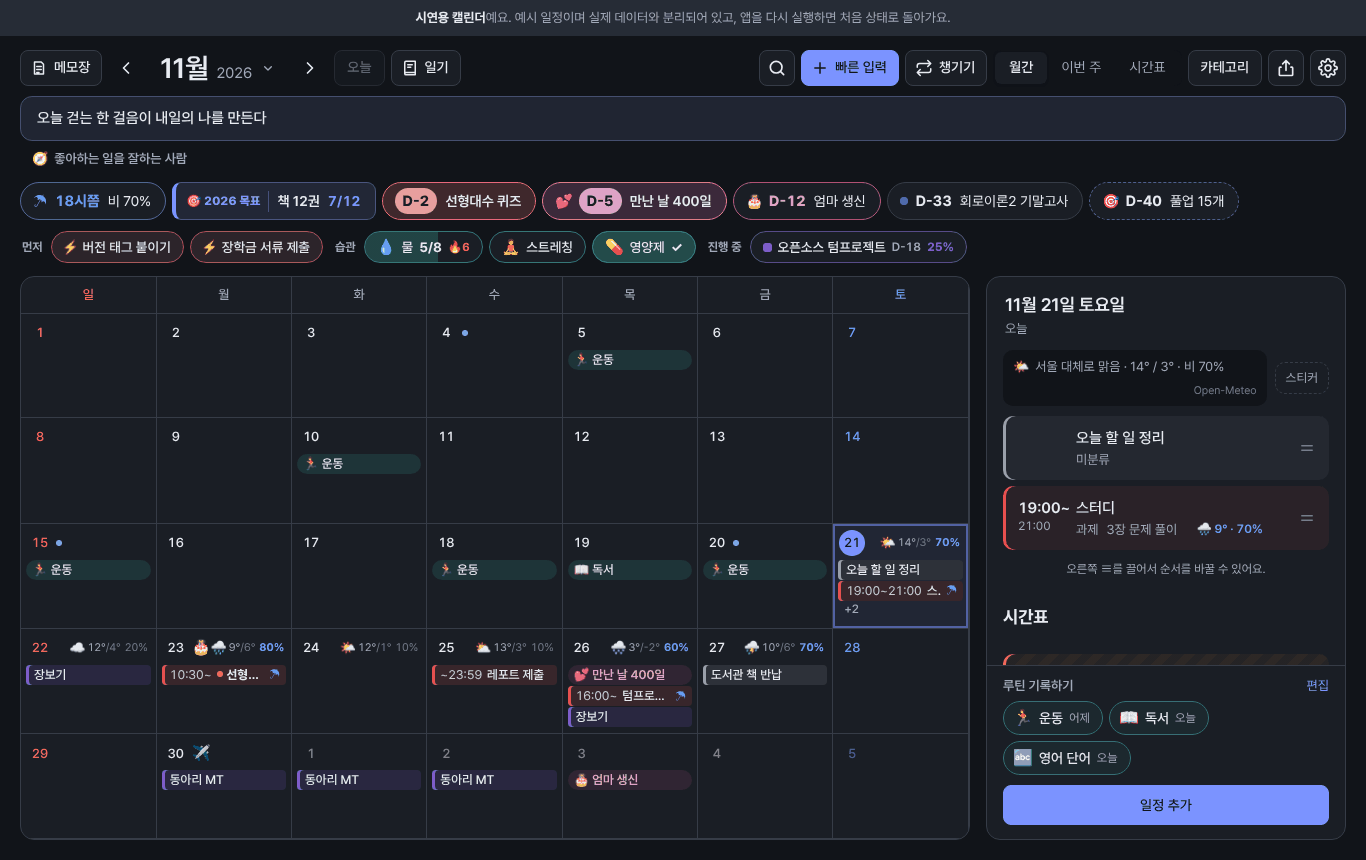 시연용 캘린더예요. 예시 일정이며 실제 데이터와 분리되어 있고, 앱을 다시 실행하면 처음 상태로 돌아가요.
메모장 11월 2026 오늘 일기 빠른 입력 챙기기 월간 이번 주 시간표 카테고리
오늘 걷는 한 걸음이 내일의 나를 만든다
좋아하는 일을 잘하는 사람
18시쯤 비 70% 2026 목표 책 12권 7/12 D-2 선형대수 퀴즈 D-5 만난 날 400일 D-12 엄마 생신 D-33 회로이론2 기말고사 D-40 풀업 15개
먼저 버전 태그 붙이기 장학금 서류 제출 습관 물 5/8 6 스트레칭 영양제 진행 중 오픈소스 텀프로젝트 D-18 25%
일 월 화 수 목 금 토
1 2 3 4 5 6 7
운동
8 9 10 11 12 13 14
운동
15 16 17 18 19 20 21 14°/3° 70%
운동 운동 독서 운동 오늘 할 일 정리
19:00~21:00 스.
+2
22 12°/4° 20% 23 9°/6° 80% 24 12°/1° 10% 25 13°/3° 10% 26 3°/-2° 60% 27 10°/6° 70% 28
장보기 10:30~ 선형... ~23:59 레포트 제출 만난 날 400일 도서관 책 반납
16:00~ 텀프로...
장보기
29 30 1 2 3 4 5
동아리 MT 동아리 MT 동아리 MT 엄마 생신
11월 21일 토요일
오늘
서울 대체로 맑음 · 14° / 3° · 비 70%
Open-Meteo
스티커
오늘 할 일 정리
미분류
19:00~ 스터디
21:00 과제 3장 문제 풀이 9° · 70%
오른쪽 ≡를 끌어서 순서를 바꿀 수 있어요.
시간표
루틴 기록하기 편집
운동 어제 독서 오늘
abc 영어 단어 오늘
일정 추가